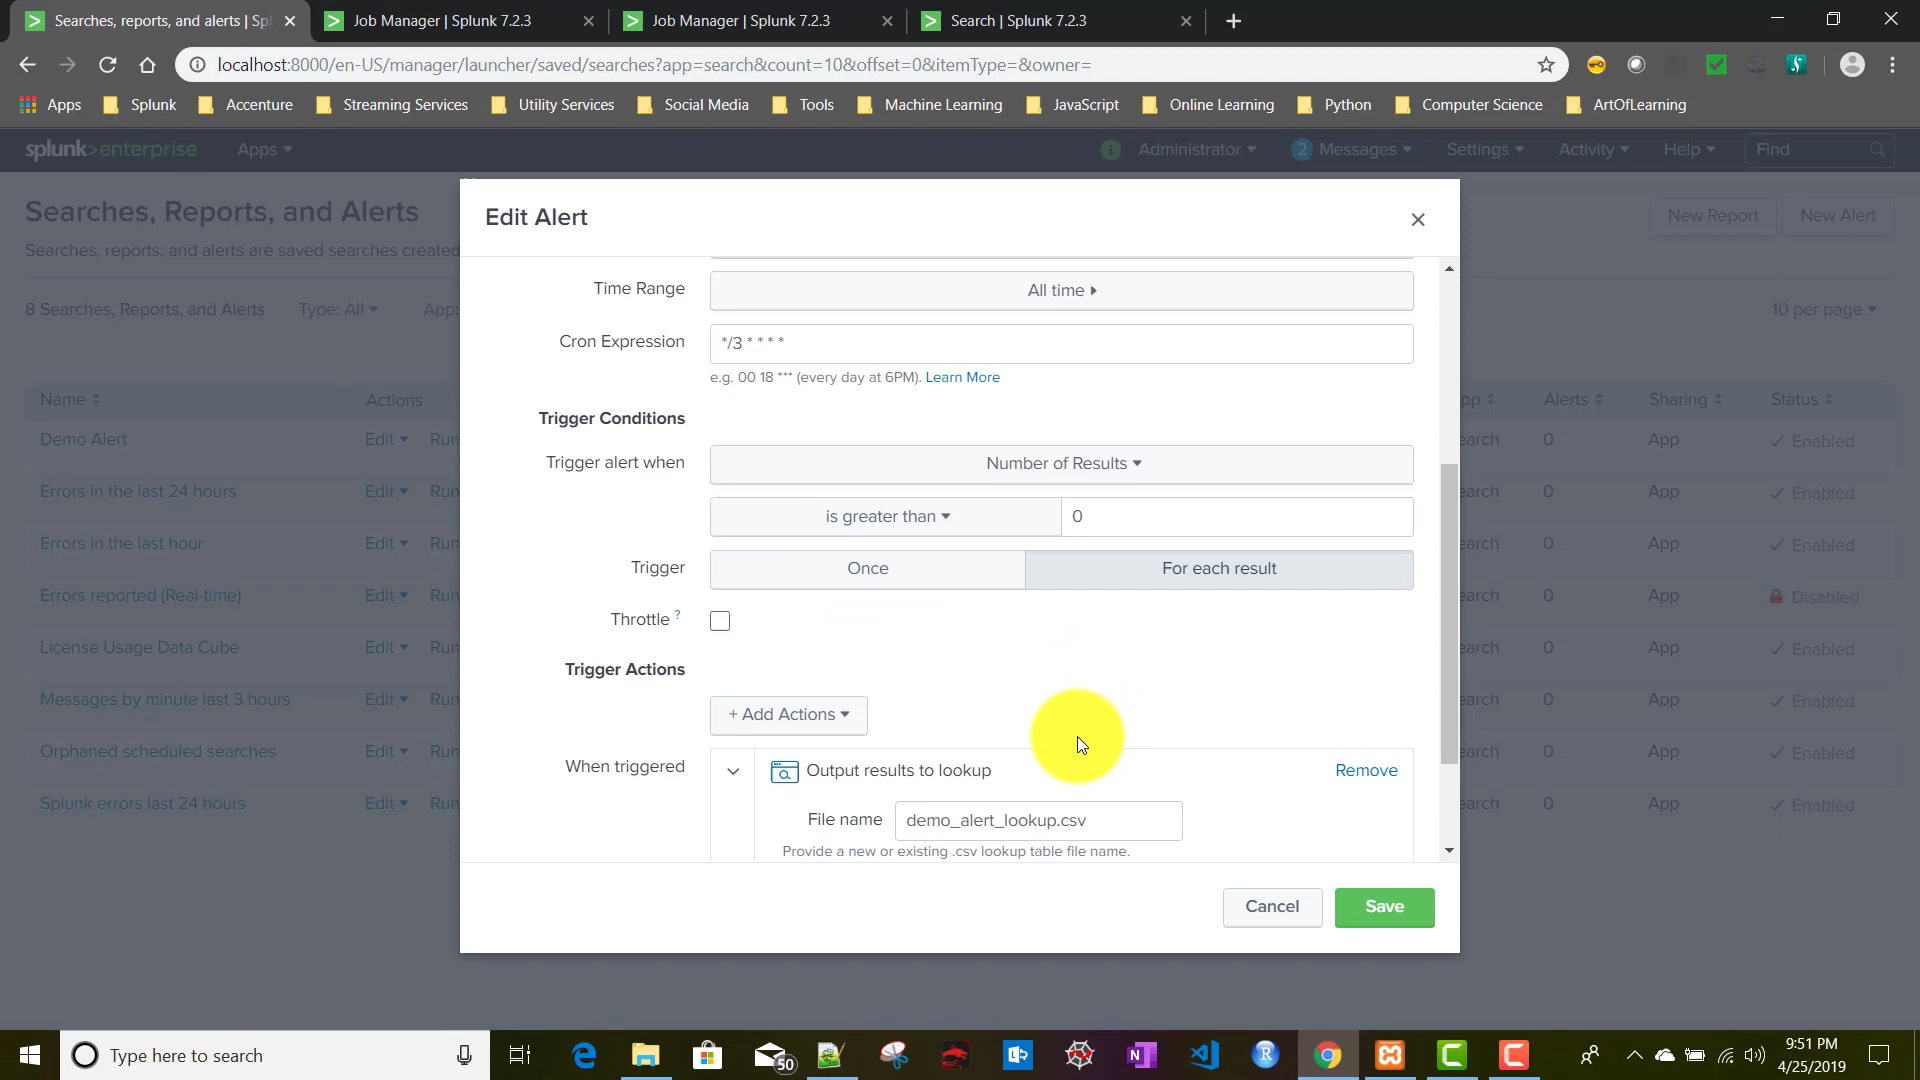 Searches, reports, and alerts | Spl
Job Manager | Splunk 7.2.3
Job Manager | Splunk 7.2.3
Search | Splunk 7.2.3
localhost:8000/en-US/manager/launcher/saved/searches?app=search&count=10&offset=0&itemType=&owner=
Apps Splunk Accenture Streaming Services Utility Services Social Media Tools Machine Learning JavaScript Online Learning Python Computer Science ArtOfLearning
splunk>enterprise Apps Administrator 2 Messages Settings Activity Help Find
Searches, Reports, and Alerts New Report New Alert
Searches, reports, and alerts are saved searches created
8 Searches, Reports, and Alerts Type: All App: 10 per page
Name Actions pp Alerts Sharing Status
Demo Alert Edit Run earch 0 App Enabled
Errors in the last 24 hours Edit Run earch 0 App Enabled
Errors in the last hour Edit Run earch 0 App Enabled
Errors reported (Real-time) Edit Run earch 0 App Disabled
License Usage Data Cube Edit Run earch 0 App Enabled
Messages by minute last 3 hours Edit Run earch 0 App Enabled
Orphaned scheduled searches Edit Run earch 0 App Enabled
Splunk errors last 24 hours Edit Run earch 0 App Enabled
Edit Alert
Time Range All time
Cron Expression */3 * * * *
e.g. 00 18 *** (every day at 6PM). Learn More
Trigger Conditions
Trigger alert when Number of Results
is greater than 0
Trigger Once For each result
Throttle ?
Trigger Actions
+ Add Actions
When triggered Output results to lookup Remove
File name demo_alert_lookup.csv
Provide a new or existing .csv lookup table file name.
Cancel Save
Type here to search
50
9:51 PM
4/25/2019